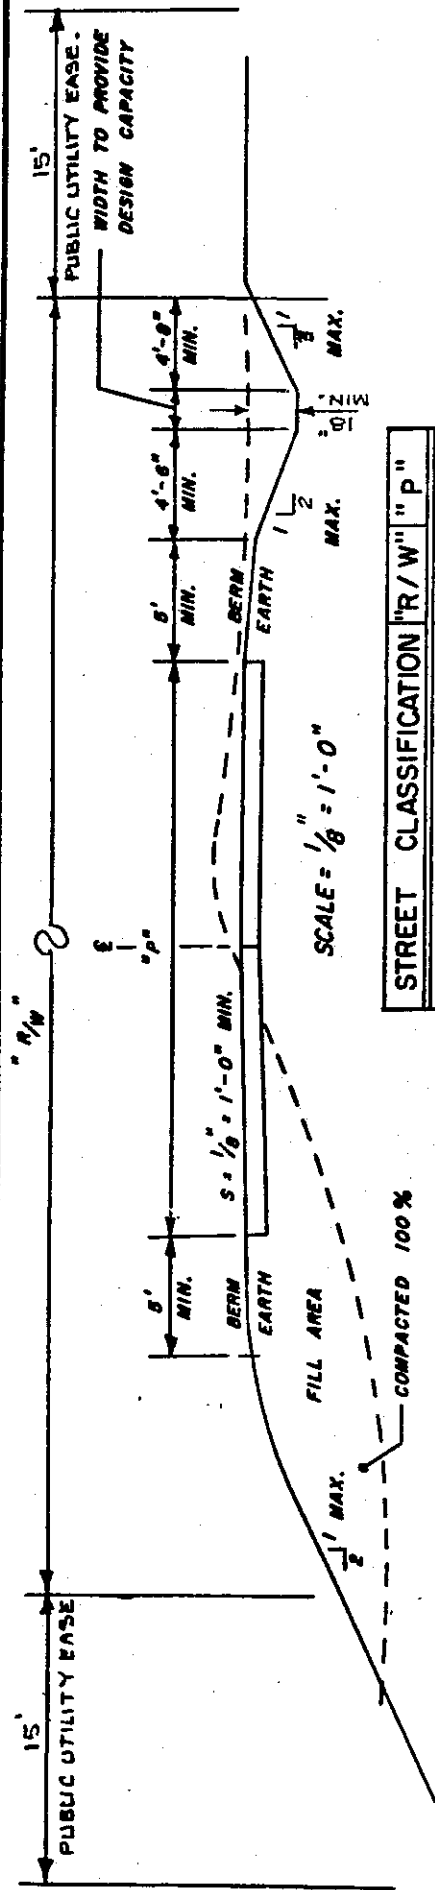 15'
PUBLIC UTILITY EASE
"R/W"
15'
PUBLIC UTILITY EASE.
WIDTH TO PROVIDE
DESIGN CAPACITY
5'
MIN.
℄
"P"
5'
MIN.
4'-6"
MIN.
4'-6"
MIN.
BERM
EARTH
S = 1/8" = 1'-0" MIN.
BERM
EARTH
1
2
MAX.
18"
MIN.
1
3
MAX.
FILL AREA
1
2
MAX.
COMPACTED 100%
SCALE = 1/8" = 1'-0"
STREET CLASSIFICATION "R/W" "P"